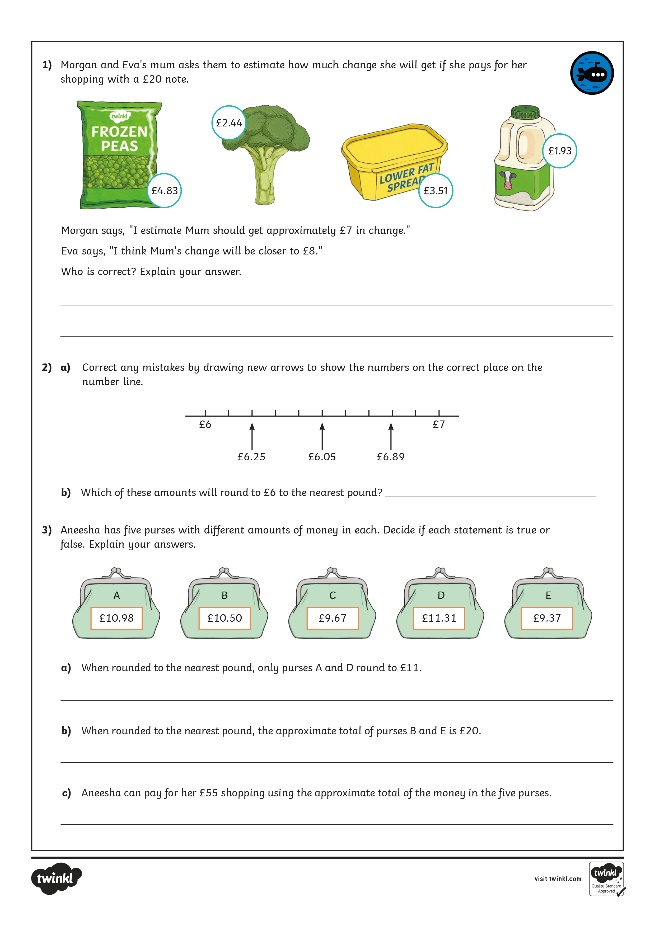 1) Morgan and Eva's mum asks them to estimate how much change she will get if she pays for her
shopping with a £20 note.
twinkl
FROZEN
PEAS
£4.83
£2.44
LOWER FAT
SPREAD
£3.51
£1.93
Morgan says, "I estimate Mum should get approximately £7 in change."
Eva says, "I think Mum's change will be closer to £8."
Who is correct? Explain your answer.
2) a) Correct any mistakes by drawing new arrows to show the numbers on the correct place on the
number line.
£6 £7
£6.25 £6.05 £6.89
b) Which of these amounts will round to £6 to the nearest pound?
3) Aneesha has five purses with different amounts of money in each. Decide if each statement is true or
false. Explain your answers.
A B C D E
£10.98 £10.50 £9.67 £11.31 £9.37
a) When rounded to the nearest pound, only purses A and D round to £11.
b) When rounded to the nearest pound, the approximate total of purses B and E is £20.
c) Aneesha can pay for her £55 shopping using the approximate total of the money in the five purses.
twinkl
visit twinkl.com
twinkl
Quality Standard
Approved